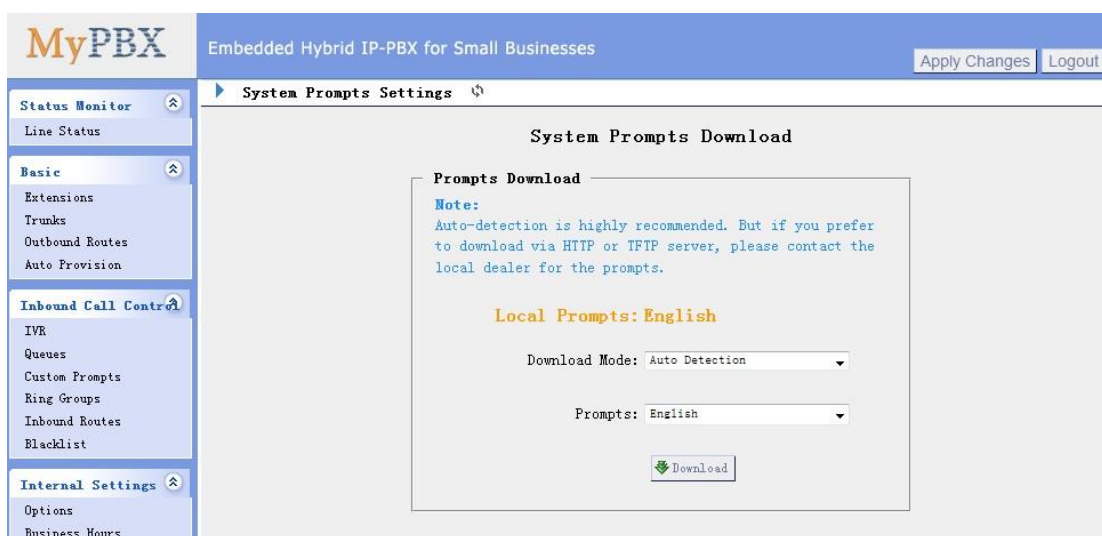 MyPBX
Embedded Hybrid IP-PBX for Small Businesses
Apply Changes
Logout
Status Monitor
Line Status
Basic
Extensions
Trunks
Outbound Routes
Auto Provision
Inbound Call Control
IVR
Queues
Custom Prompts
Ring Groups
Inbound Routes
Blacklist
Internal Settings
Options
Business Hours
System Prompts Settings
System Prompts Download
Prompts Download
Note:
Auto-detection is highly recommended. But if you prefer
to download via HTTP or TFTP server, please contact the
local dealer for the prompts.
Local Prompts: English
Download Mode: Auto Detection
Prompts: English
Download